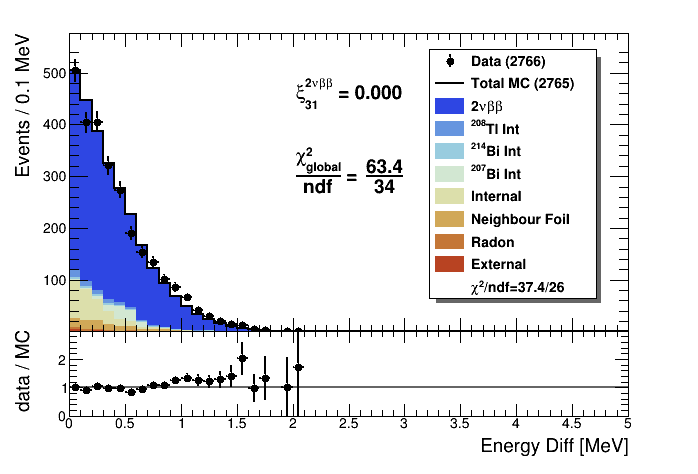 Events / 0.1 MeV
500
400
300
200
100
ξ₃₁^2νββ = 0.000
χ²_global / ndf = 63.4 / 34
Data (2766)
Total MC (2765)
2νββ
²⁰⁸Tl Int
²¹⁴Bi Int
²⁰⁷Bi Int
Internal
Neighbour Foil
Radon
External
χ²/ndf=37.4/26
data / MC
2
1
0
0 0.5 1 1.5 2 2.5 3 3.5 4 4.5 5
Energy Diff [MeV]